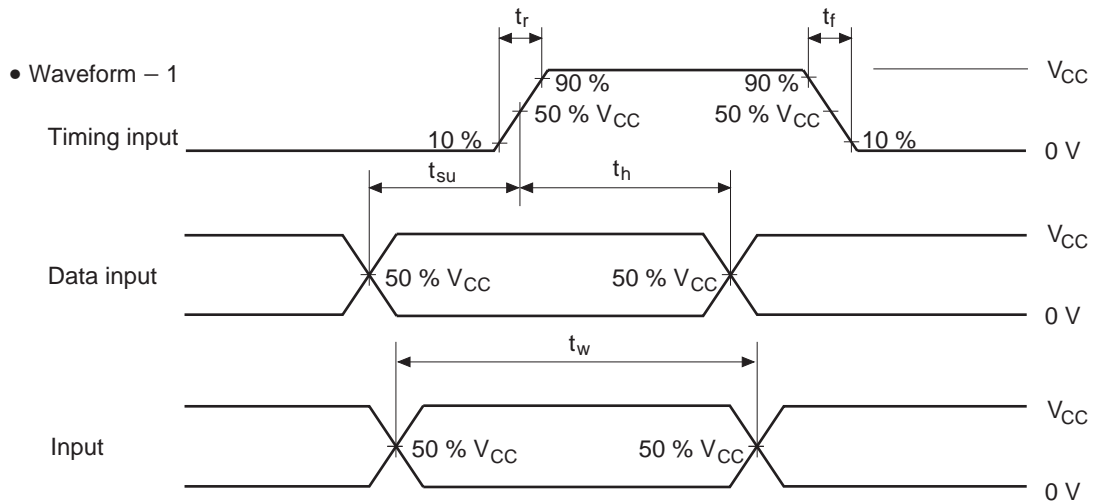 t_r t_f
• Waveform – 1 90 % 90 % V_CC
50 % V_CC 50 % V_CC
Timing input 10 % 10 % 0 V
t_su t_h
V_CC
Data input 50 % V_CC 50 % V_CC
0 V
t_w
V_CC
Input 50 % V_CC 50 % V_CC
0 V